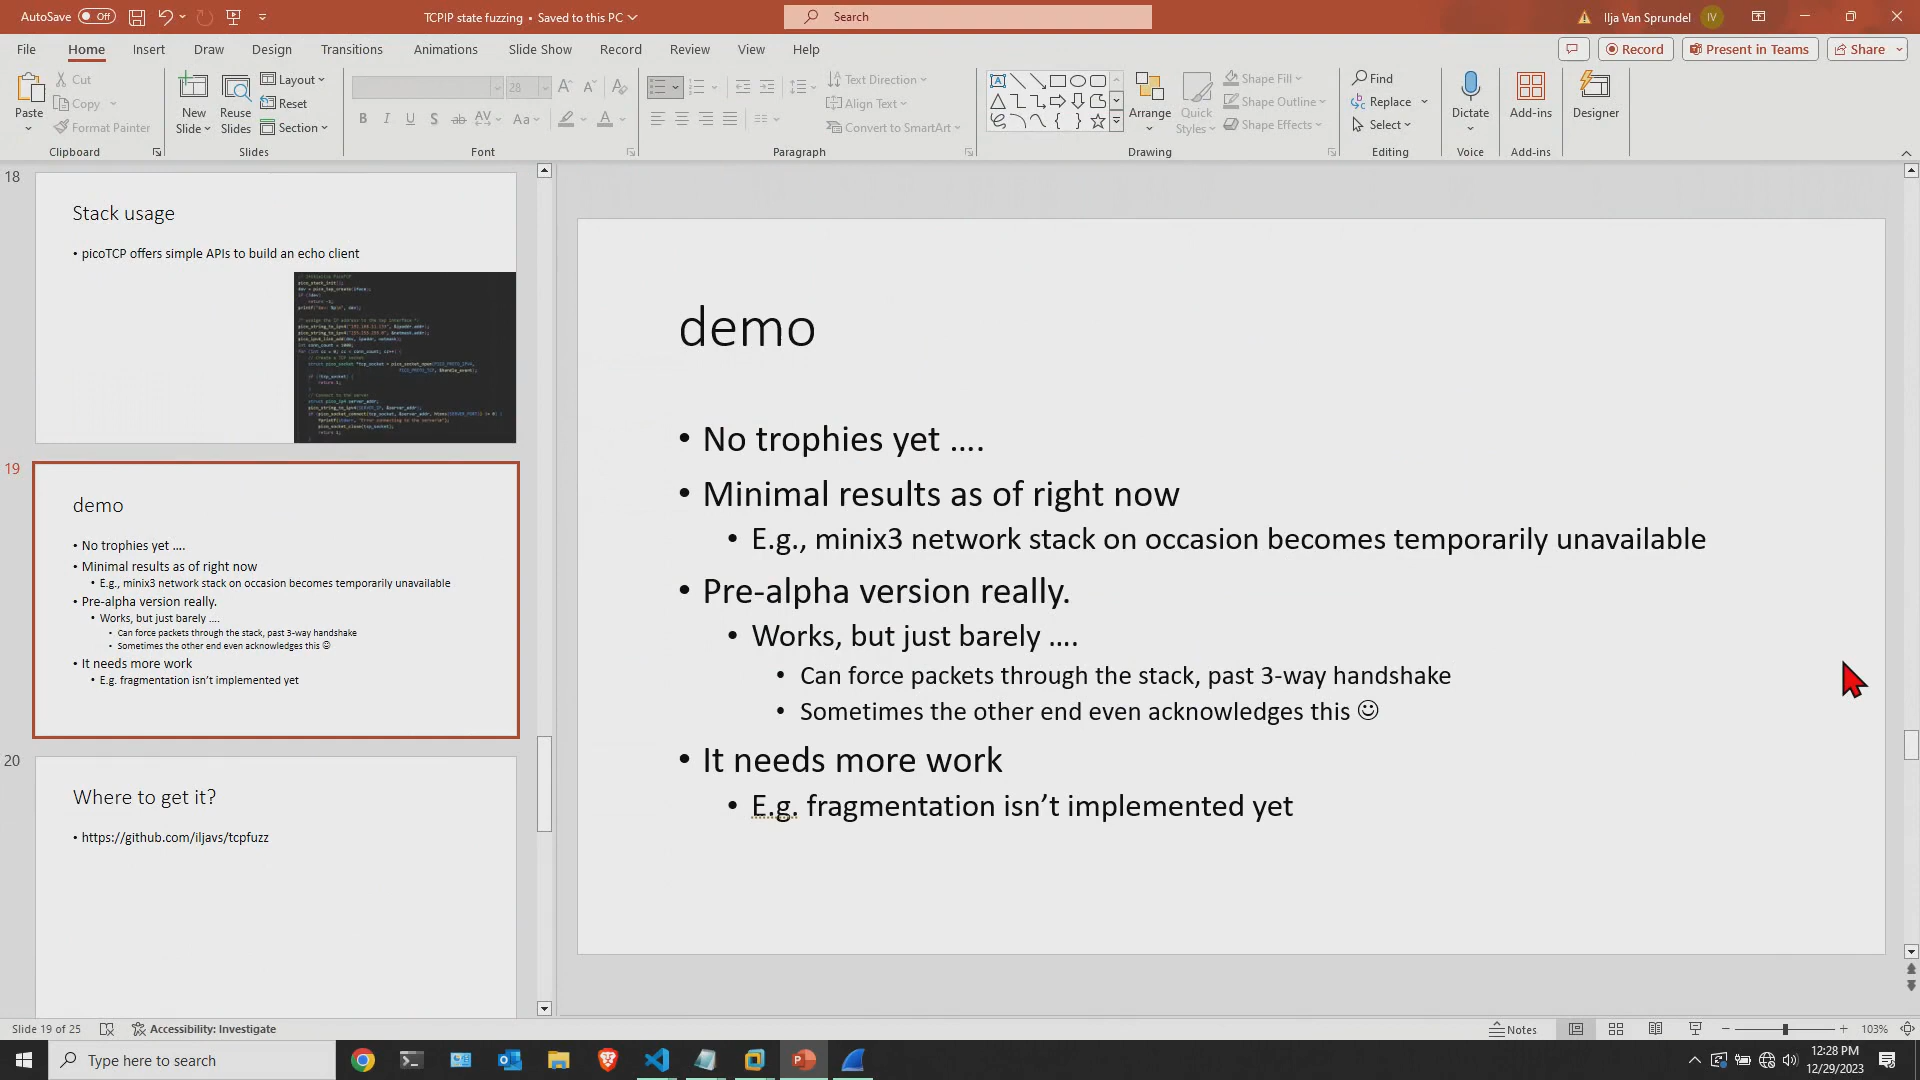 AutoSave Off TCPIP state fuzzing • Saved to this PC Search Ilja Van Sprundel IV
File Home Insert Draw Design Transitions Animations Slide Show Record Review View Help Record Present in Teams Share
Paste Cut Copy Format Painter
New Slide Reuse Slides Layout Reset Section
28
B I U S ab AV Aa A
Text Direction Align Text Convert to SmartArt
Arrange Quick Styles Shape Fill Shape Outline Shape Effects
Find Replace Select
Dictate Add-ins Designer
Clipboard Slides Font Paragraph Drawing Editing Voice Add-ins
18
Stack usage
• picoTCP offers simple APIs to build an echo client
19
demo
• No trophies yet ....
• Minimal results as of right now
• E.g., minix3 network stack on occasion becomes temporarily unavailable
• Pre-alpha version really.
• Works, but just barely ....
• Can force packets through the stack, past 3-way handshake
• Sometimes the other end even acknowledges this ☺
• It needs more work
• E.g. fragmentation isn’t implemented yet
20
Where to get it?
• https://github.com/iljavs/tcpfuzz
demo
• No trophies yet ....
• Minimal results as of right now
• E.g., minix3 network stack on occasion becomes temporarily unavailable
• Pre-alpha version really.
• Works, but just barely ....
• Can force packets through the stack, past 3-way handshake
• Sometimes the other end even acknowledges this ☺
• It needs more work
• E.g. fragmentation isn’t implemented yet
Slide 19 of 25 Accessibility: Investigate Notes 103%
Type here to search
12:28 PM
12/29/2023